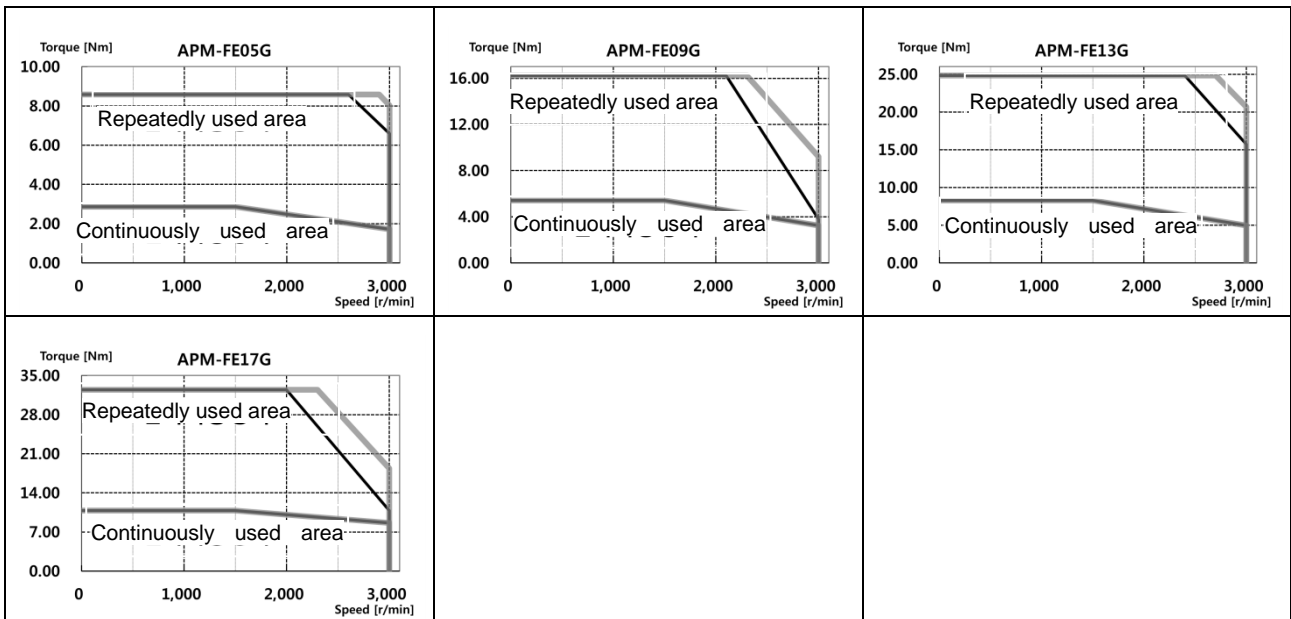 Torque [Nm] APM-FE05G
10.00
8.00
Repeatedly used area
6.00
4.00
2.00
Continuously used area
0.00
0 1,000 2,000 3,000
Speed [r/min]
Torque [Nm] APM-FE09G
16.00
Repeatedly used area
12.00
8.00
4.00
Continuously used area
0.00
0 1,000 2,000 3,000
Speed [r/min]
Torque [Nm] APM-FE13G
25.00
Repeatedly used area
20.00
15.00
10.00
5.00
Continuously used area
0.00
0 1,000 2,000 3,000
Speed [r/min]
Torque [Nm] APM-FE17G
35.00
28.00
Repeatedly used area
21.00
14.00
7.00
Continuously used area
0.00
0 1,000 2,000 3,000
Speed [r/min]